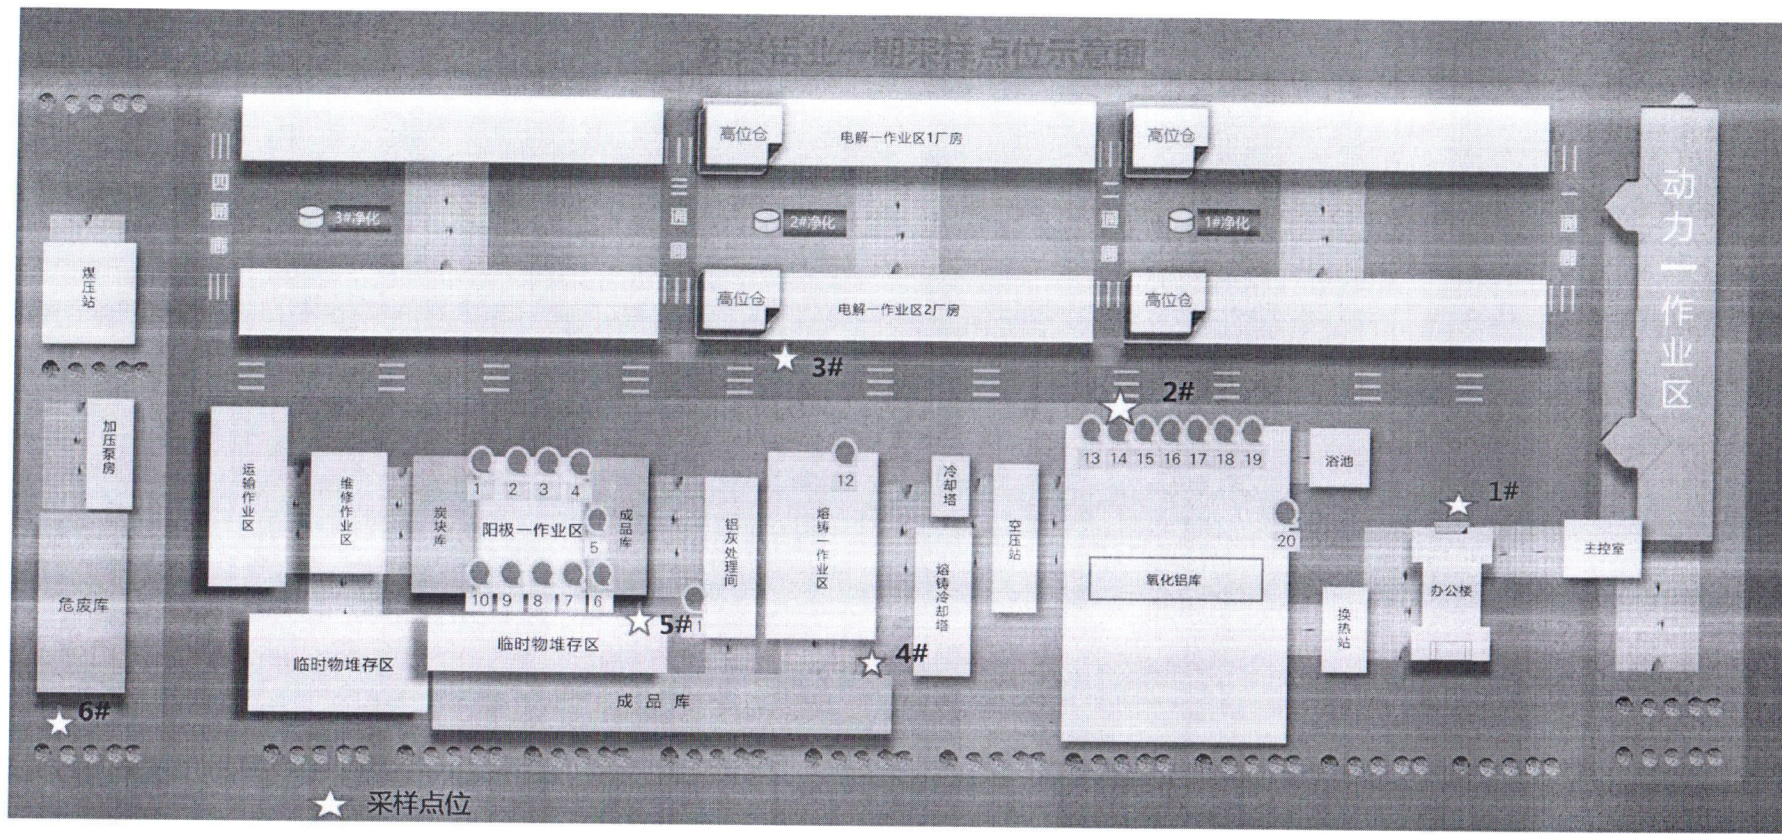 期采样点位示意图
高位仓
电解一作业区1厂房
高位仓
四通廊
3#净化
三通廊
2#净化
二通廊
1#净化
一通廊
动力一作业区
煤压站
高位仓
电解一作业区2厂房
高位仓
3#
2#
加压泵房
运输作业区
维修作业区
炭块库
1 2 3 4
阳极一作业区
5
成品库
10 9 8 7 6
铝灰处理间
11
12
熔铸一作业区
冷却塔
熔铸冷却塔
空压站
13 14 15 16 17 18 19
20
氧化铝库
浴池
1#
主控室
办公楼
换热站
危废库
临时物堆存区
临时物堆存区
5#
4#
成品库
6#
采样点位